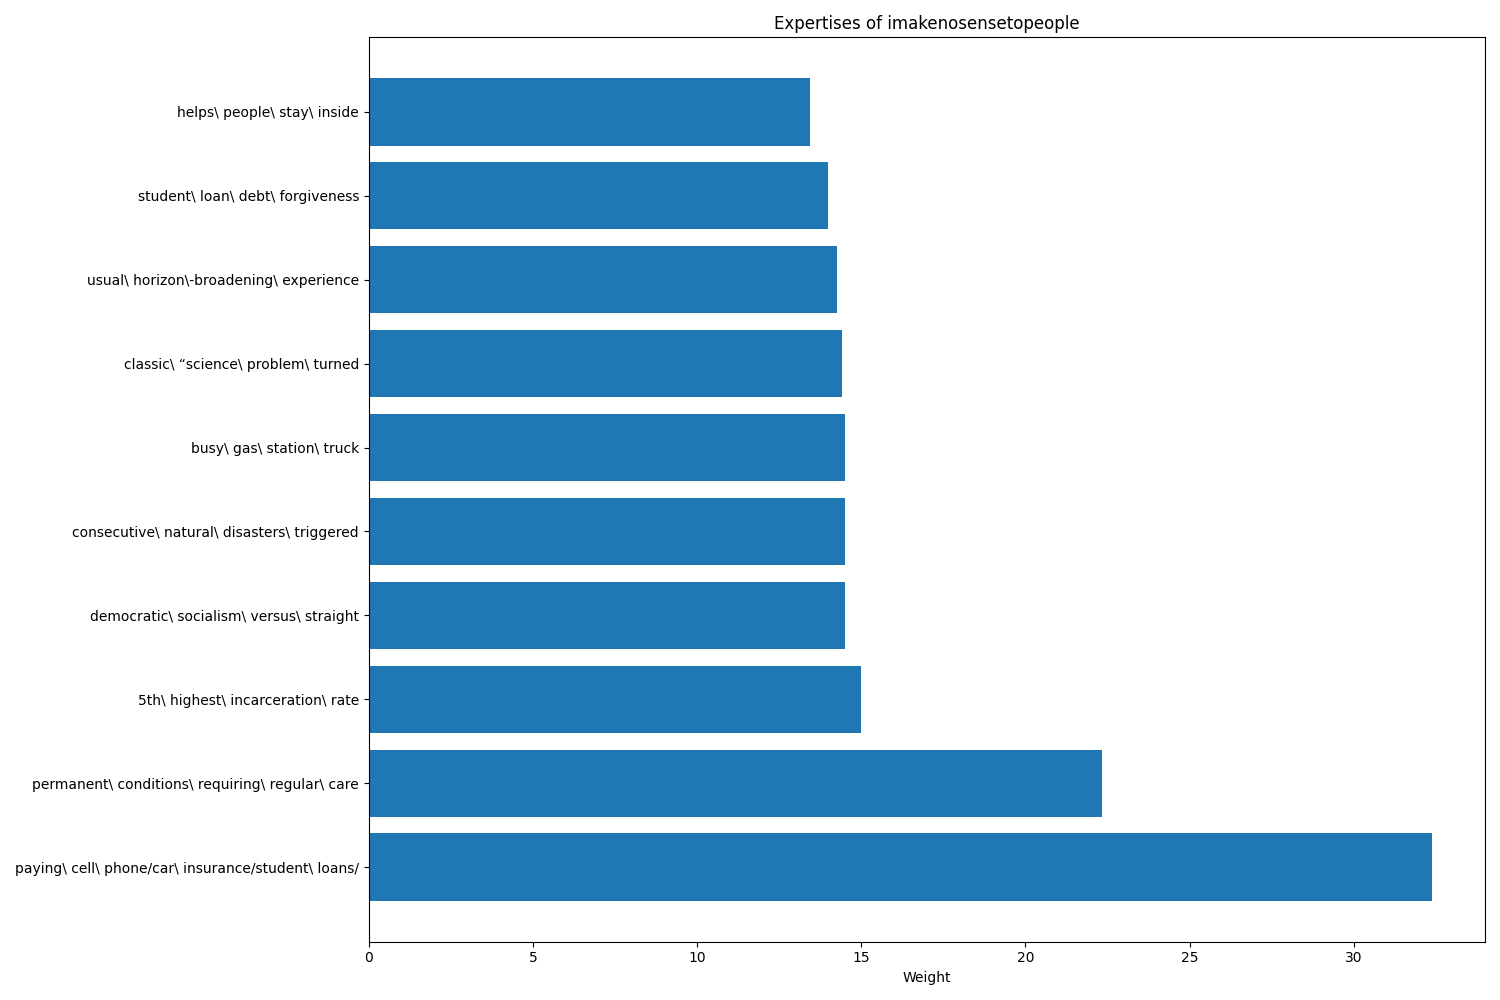 Expertises of imakenosensetopeople
helps\ people\ stay\ inside
student\ loan\ debt\ forgiveness
usual\ horizon\-broadening\ experience
classic\ “science\ problem\ turned
busy\ gas\ station\ truck
consecutive\ natural\ disasters\ triggered
democratic\ socialism\ versus\ straight
5th\ highest\ incarceration\ rate
permanent\ conditions\ requiring\ regular\ care
paying\ cell\ phone/car\ insurance/student\ loans/
0 5 10 15 20 25 30
Weight